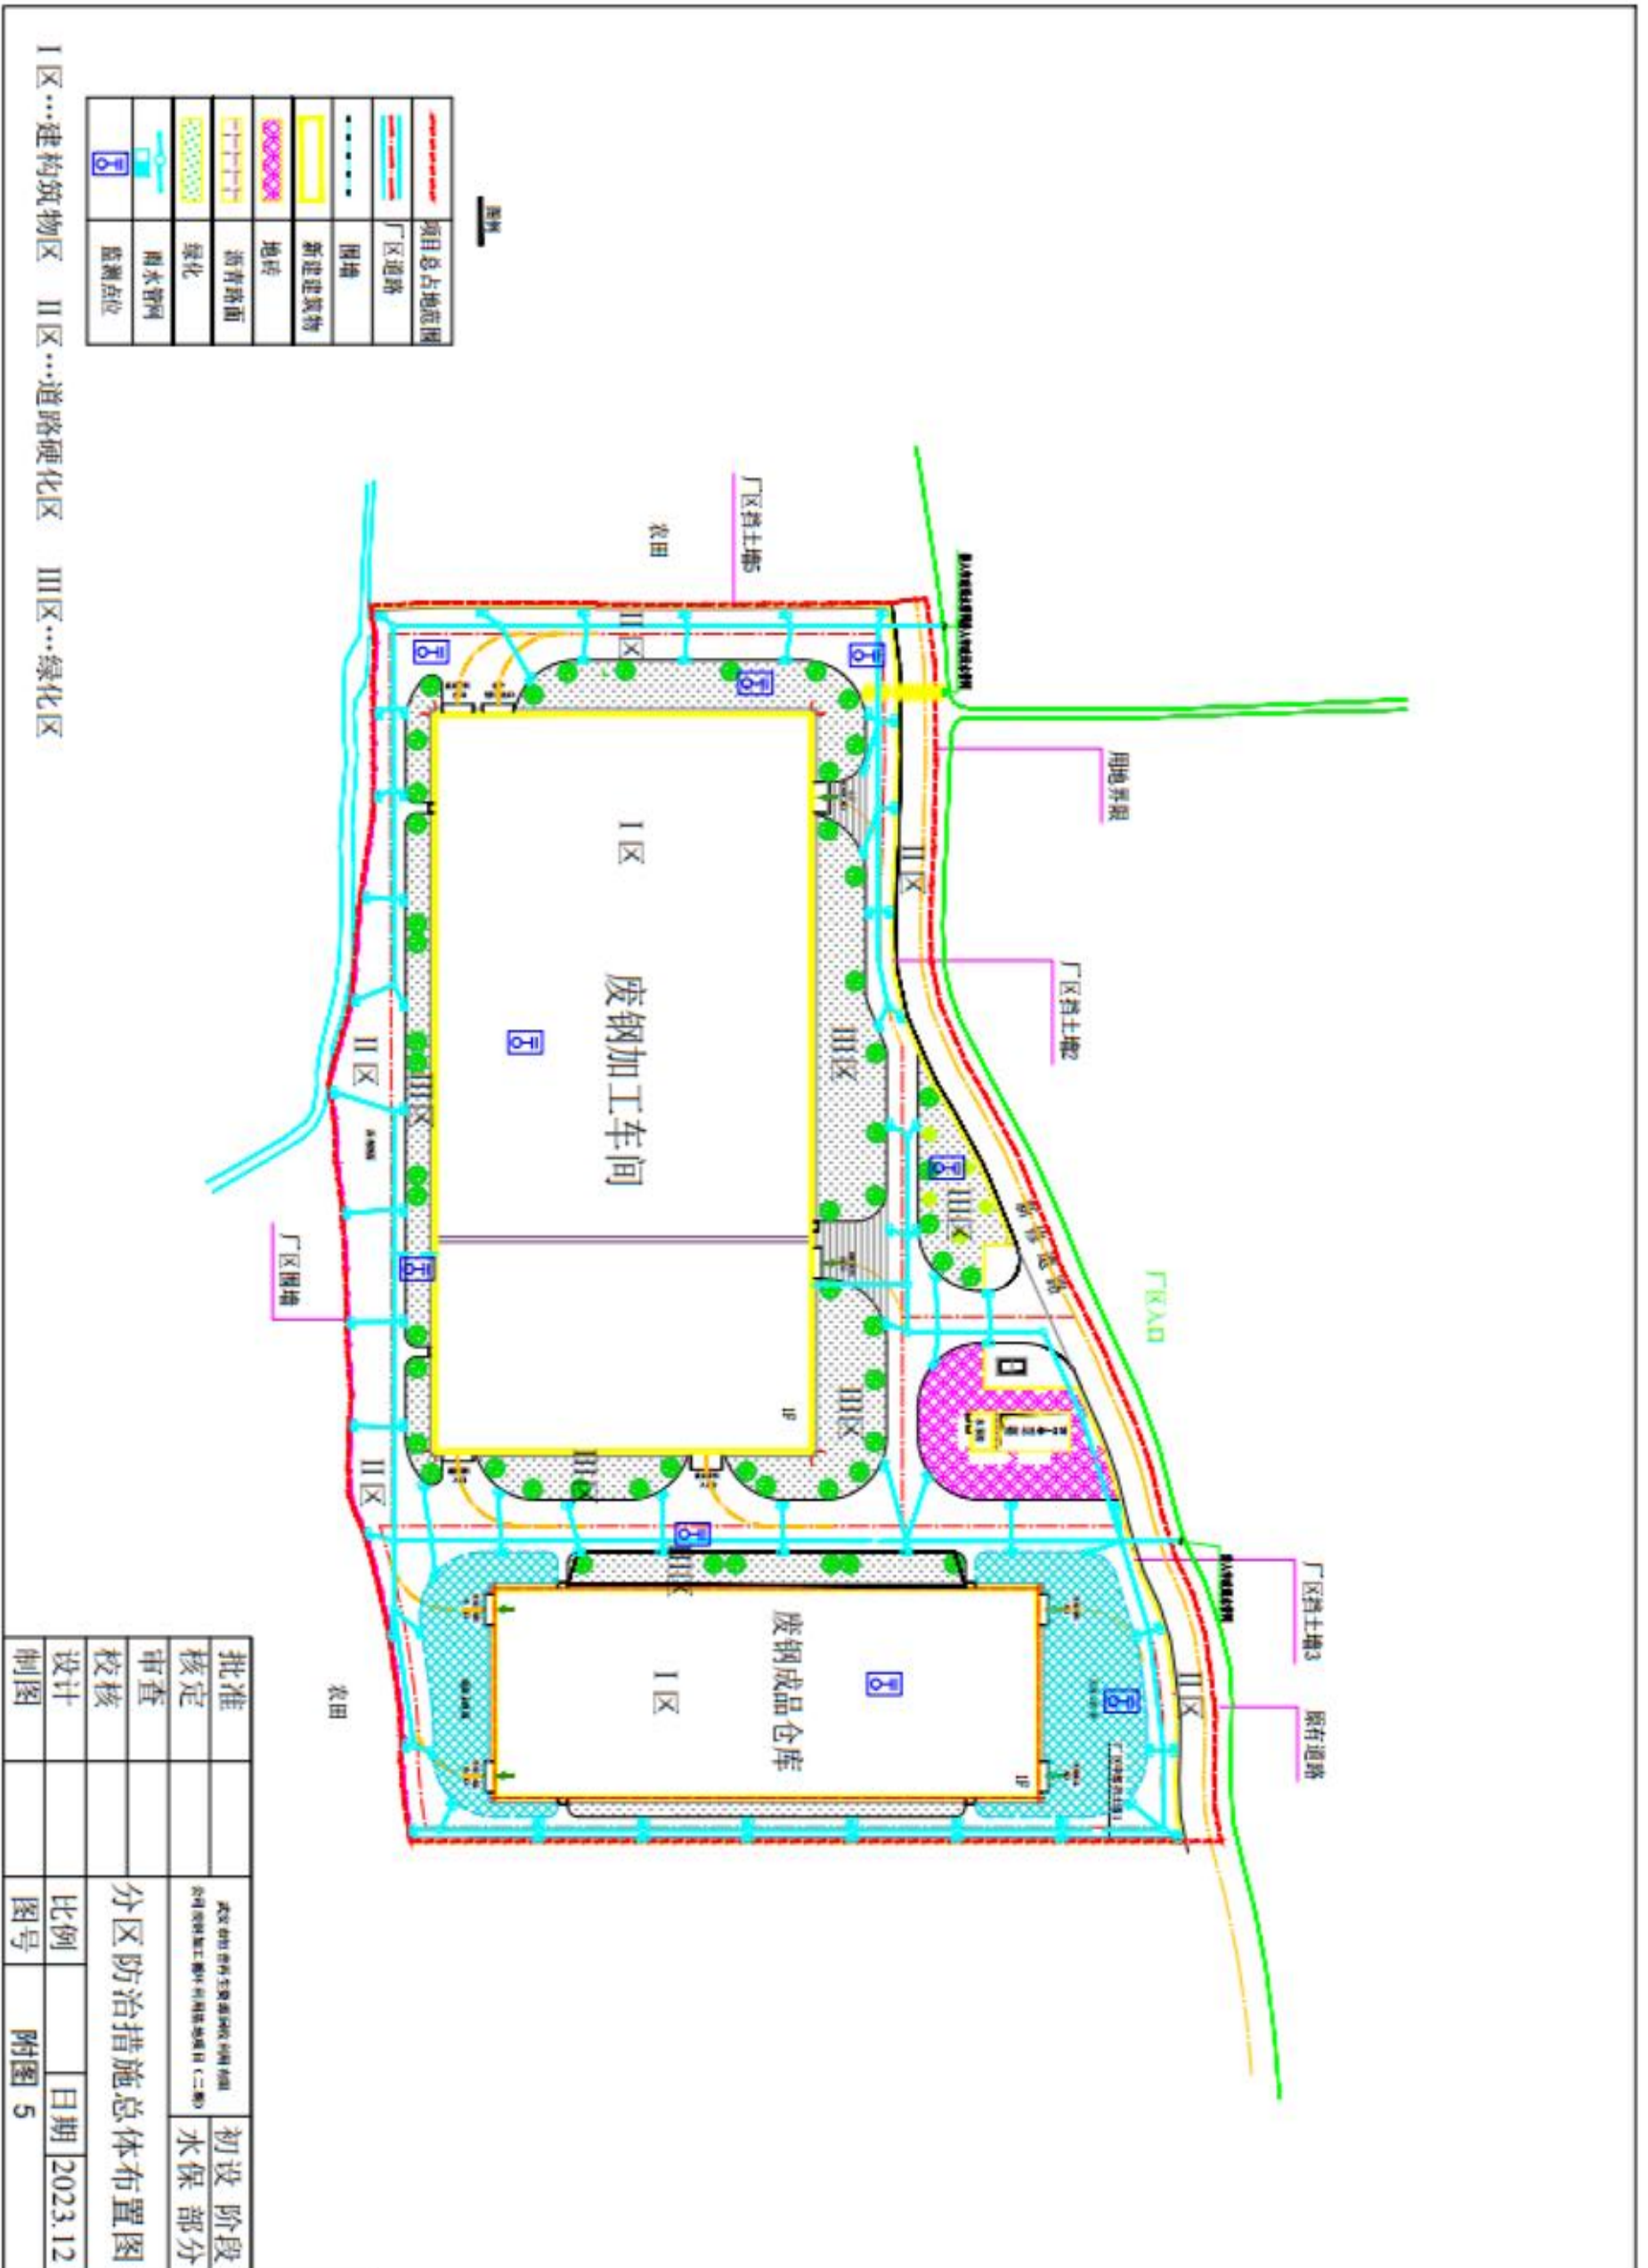 图例
项目总占地范围
厂区道路
围墙
新建建筑物
地砖
沥青路面
绿化
雨水管网
监测点位
I区…建构筑物区 II区…道路硬化区 III区…绿化区
厂区挡土墙5
农田
用地界限
厂区挡土墙2
厂区入口
厂区挡土墙3
原有道路
新修道路
II区
II区
III区
III区
I区
废钢加工车间
1F
III区
III区
III区
III区
II区
II区
厂区围墙
I区
废钢成品仓库
1F
II区
农田
批准
核定
审查
校核
设计
制图
初设 阶段
水保 部分
分区防治措施总体布置图
比例
日期 2023.12
图号
附图 5